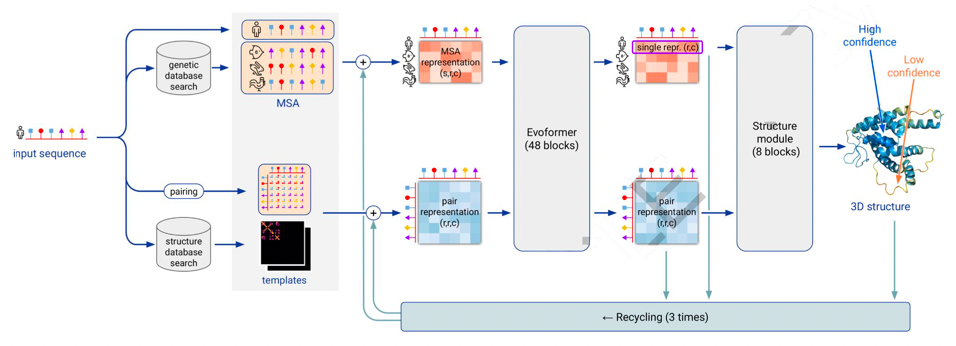 input sequence
genetic
database
search
pairing
structure
database
search
MSA
templates
+
+
MSA
representation
(s,r,c)
pair
representation
(r,r,c)
Evoformer
(48 blocks)
single repr. (r,c)
pair
representation
(r,r,c)
Structure
module
(8 blocks)
High
confidence
Low
confidence
3D structure
← Recycling (3 times)